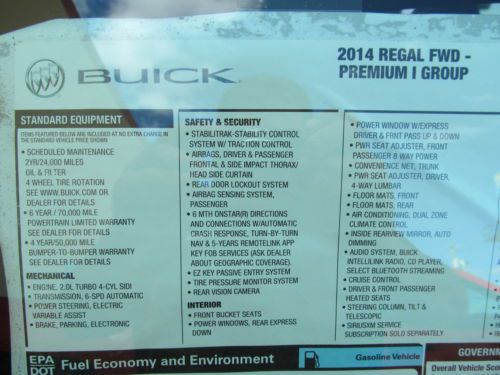 BUICK
2014 REGAL FWD -
PREMIUM I GROUP
STANDARD EQUIPMENT
ITEMS FEATURED BELOW ARE INCLUDED AT NO EXTRA CHARGE IN
THE STANDARD VEHICLE PRICE SHOWN
• SCHEDULED MAINTENANCE
2YR/24,000 MILES
OIL & FILTER
4 WHEEL TIRE ROTATION
SEE WWW.BUICK.COM OR
DEALER FOR DETAILS
• 6 YEAR / 70,000 MILE
POWERTRAIN LIMITED WARRANTY
SEE DEALER FOR DETAILS
• 4 YEAR/50,000 MILE
BUMPER-TO-BUMPER WARRANTY
SEE DEALER FOR DETAILS
MECHANICAL
• ENGINE, 2.0L TURBO 4-CYL SIDI
• TRANSMISSION, 6-SPD AUTOMATIC
• POWER STEERING, ELECTRIC
VARIABLE ASSIST
• BRAKE, PARKING, ELECTRONIC
SAFETY & SECURITY
• STABILITRAK-STABILITY CONTROL
SYSTEM W/ TRACTION CONTROL
• AIRBAGS, DRIVER & PASSENGER
FRONTAL & SIDE IMPACT THORAX/
HEAD SIDE CURTAIN
• REAR DOOR LOCKOUT SYSTEM
• AIRBAG SENSING SYSTEM,
PASSENGER
• 6 MTH ONSTAR(R) DIRECTIONS
AND CONNECTIONS W/AUTOMATIC
CRASH RESPONSE, TURN-BY-TURN
NAV & 5-YEARS REMOTELINK APP
KEY FOB SERVICES (ASK DEALER
ABOUT GEOGRAPHIC COVERAGE).
• EZ KEY PASSIVE ENTRY SYSTEM
• TIRE PRESSURE MONITOR SYSTEM
• REAR VISION CAMERA
INTERIOR
• FRONT BUCKET SEATS
• POWER WINDOWS, REAR EXPRESS
DOWN
• POWER WINDOW W/EXPRESS
DRIVER & FRNT PASS UP & DOWN
• PWR SEAT ADJUSTER, FRONT
PASSENGER 8 WAY POWER
• CONVENIENCE NET, TRUNK
• PWR SEAT ADJUSTER, DRIVER,
4-WAY LUMBAR
• FLOOR MATS, FRONT
• FLOOR MATS, REAR
• AIR CONDITIONING, DUAL ZONE
CLIMATE CONTROL
• INSIDE REARVIEW MIRROR, AUTO
DIMMING
• AUDIO SYSTEM, BUICK
INTELLILINK RADIO, CD PLAYER,
SELECT BLUETOOTH STREAMING
• CRUISE CONTROL
• DRIVER & FRONT PASSENGER
HEATED SEATS
• STEERING COLUMN, TILT &
TELESCOPIC
• SIRIUSXM SERVICE
SUBSCRIPTION SOLD SEPARATELY
EPA
DOT
Fuel Economy and Environment
Gasoline Vehicle
GOVERNM
Overall Vehicle Sco